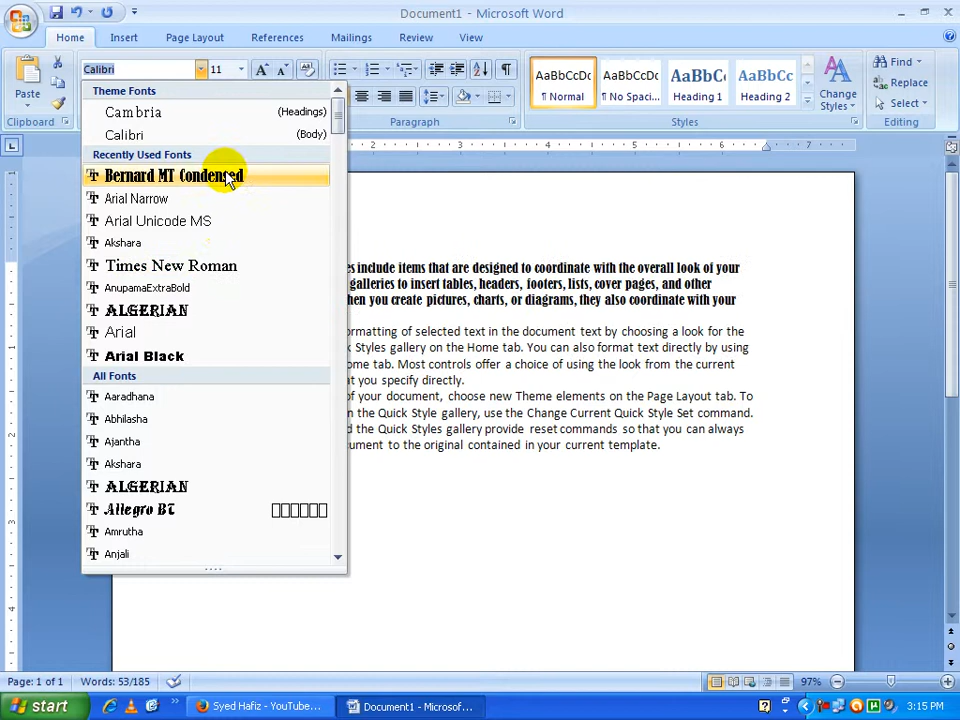 Document1 - Microsoft Word
Home Insert Page Layout References Mailings Review View
Calibri 11
Paste
Clipboard
AaBbCcDc AaBbCcDc AaBbC AaBbCc
¶ Normal ¶ No Spaci... Heading 1 Heading 2
Change Styles
Find
Replace
Select
Paragraph Styles Editing
Theme Fonts
Cambria (Headings)
Calibri (Body)
Recently Used Fonts
Bernard MT Condensed
Arial Narrow
Arial Unicode MS
Akshara
Times New Roman
AnupamaExtraBold
ALGERIAN
Arial
Arial Black
All Fonts
Aaradhana
Abhilasha
Ajantha
Akshara
ALGERIAN
Allegro BT
Amrutha
Anjali
es include items that are designed to coordinate with the overall look of your
galleries to insert tables, headers, footers, lists, cover pages, and other
hen you create pictures, charts, or diagrams, they also coordinate with your
ormatting of selected text in the document text by choosing a look for the
k Styles gallery on the Home tab. You can also format text directly by using
ome tab. Most controls offer a choice of using the look from the current
at you specify directly.
of your document, choose new Theme elements on the Page Layout tab. To
n the Quick Style gallery, use the Change Current Quick Style Set command.
d the Quick Styles gallery provide reset commands so that you can always
cument to the original contained in your current template.
Page: 1 of 1 Words: 53/185 97%
start Syed Hafiz - YouTube... Document1 - Microsof... 3:15 PM